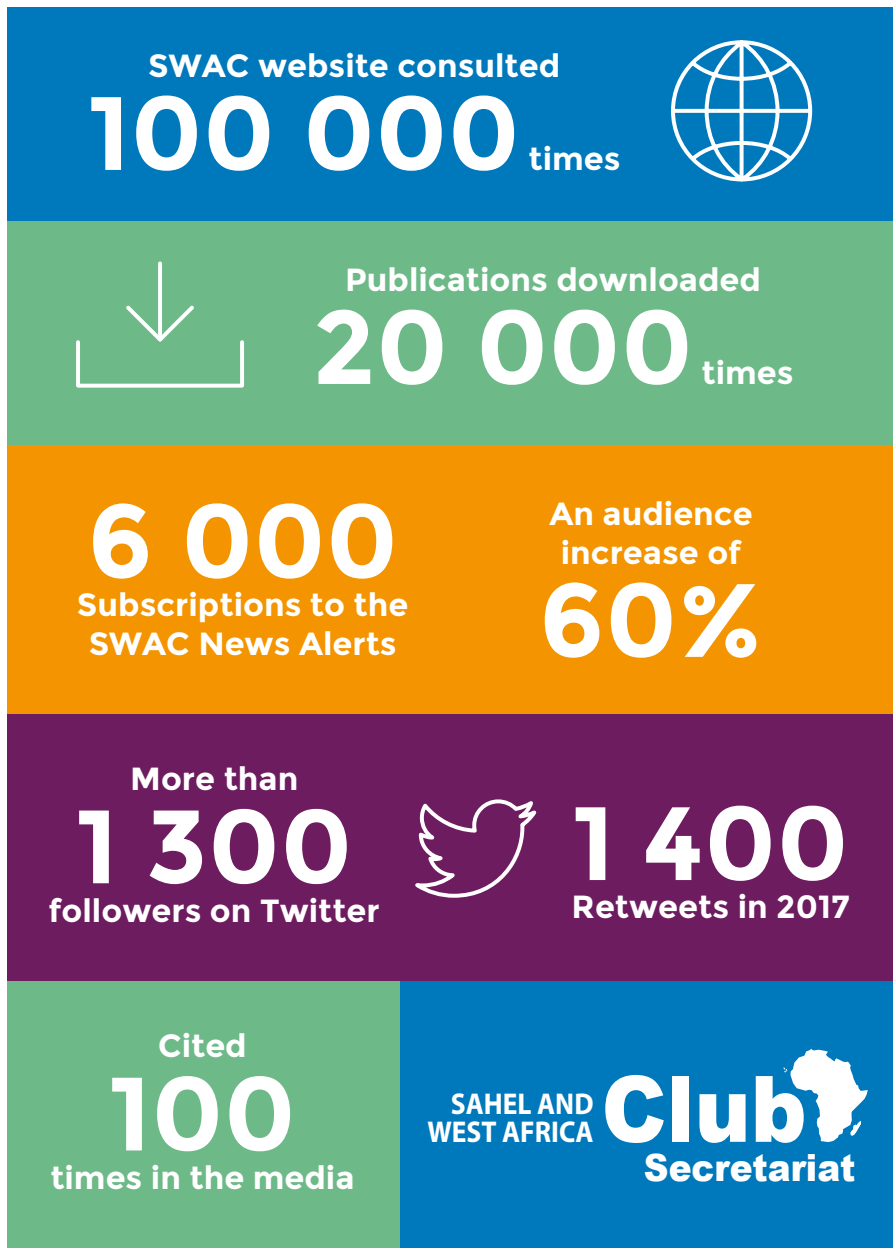 SWAC website consulted
100 000 times
Publications downloaded
20 000 times
6 000
Subscriptions to the
SWAC News Alerts
An audience
increase of
60%
More than
1 300
followers on Twitter
1 400
Retweets in 2017
Cited
100
times in the media
SAHEL AND
WEST AFRICA
Club
Secretariat